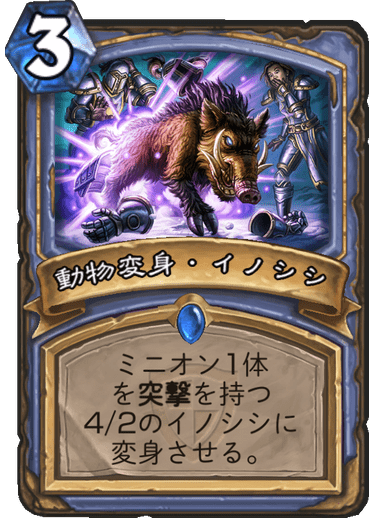 3
動物変身・イノシシ
ミニオン1体
を突撃を持つ
4/2のイノシシに
変身させる。